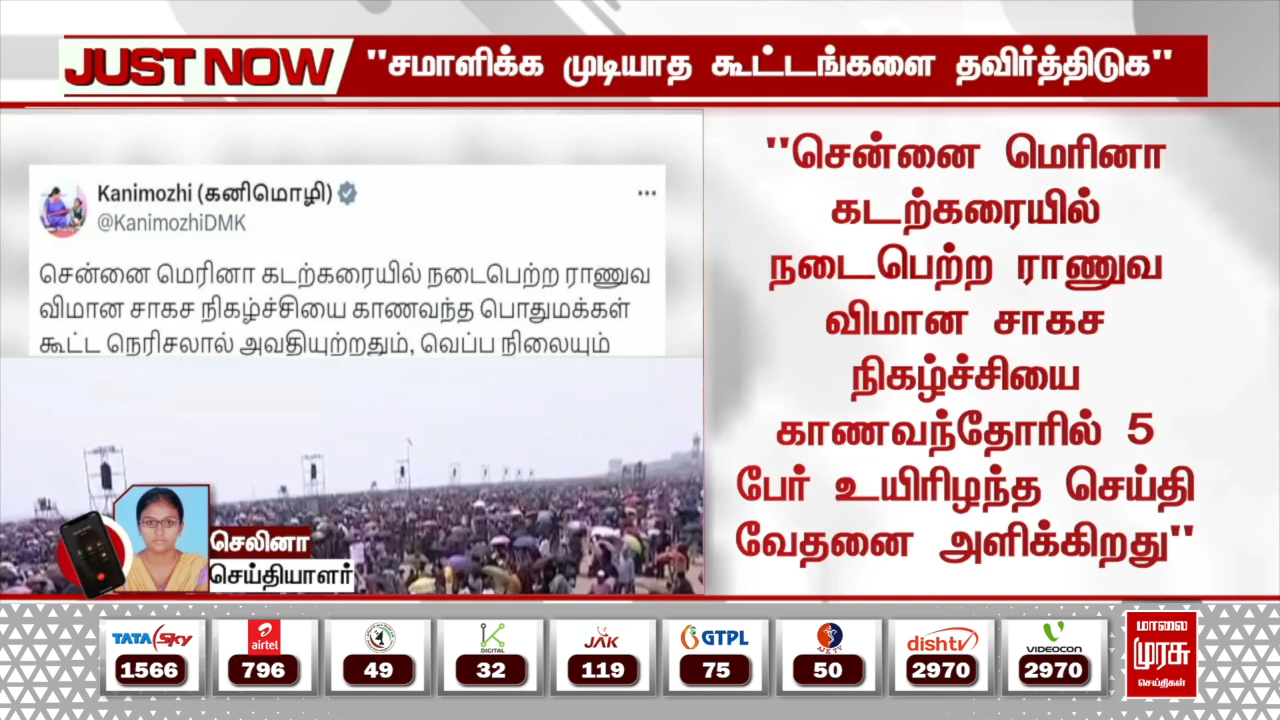 JUST NOW
"சமாளிக்க முடியாத கூட்டங்களை தவிர்த்திடுக"
Kanimozhi (கனிமொழி)
@KanimozhiDMK
சென்னை மெரினா கடற்கரையில் நடைபெற்ற ராணுவ
விமான சாகச நிகழ்ச்சியை காணவந்த பொதுமக்கள்
கூட்ட நெரிசலால் அவதியுற்றதும், வெப்ப நிலையும்
"சென்னை மெரினா
கடற்கரையில்
நடைபெற்ற ராணுவ
விமான சாகச
நிகழ்ச்சியை
காணவந்தோரில் 5
பேர் உயிரிழந்த செய்தி
வேதனை அளிக்கிறது"
செலினா
செய்தியாளர்
TATA Sky
1566
airtel
796
49
K DIGITAL
32
JAK
119
GTPL
75
AJK TV
50
dishtv
2970
VIDEOCON
2970
மாலை
முரசு
செய்திகள்